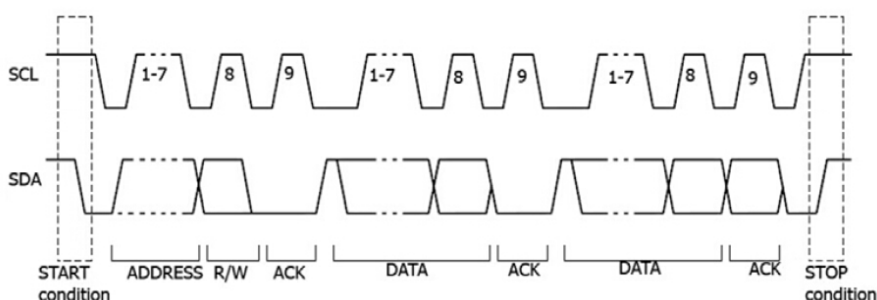 SCL 1-7 8 9 1-7 8 9 1-7 8 9
SDA
START ADDRESS R/W ACK DATA ACK DATA ACK STOP
condition condition